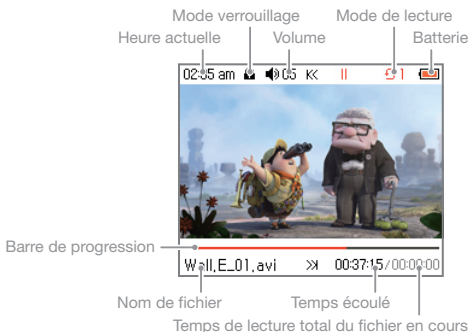 Mode verrouillage
Mode de lecture
Heure actuelle
Volume
Batterie
02:35 am 05 1
Barre de progression
Wall,E_01,avi 00:37:15/00:00:00
Nom de fichier
Temps écoulé
Temps de lecture total du fichier en cours